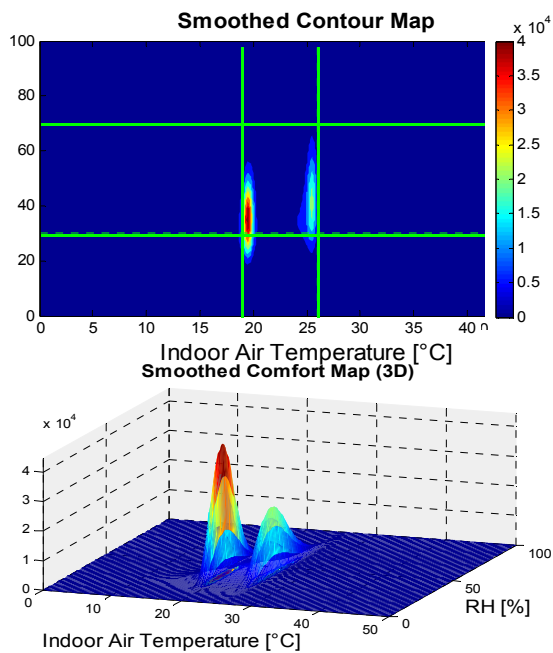 Smoothed Contour Map
x 10^4
100
80
60
40
20
0
0 5 10 15 20 25 30 35 40
4
3.5
3
2.5
2
1.5
1
0.5
0
Indoor Air Temperature [°C]
Smoothed Comfort Map (3D)
x 10^4
4
3
2
1
0
0 10 20 30 40 50
0 50 100
RH [%]
Indoor Air Temperature [°C]